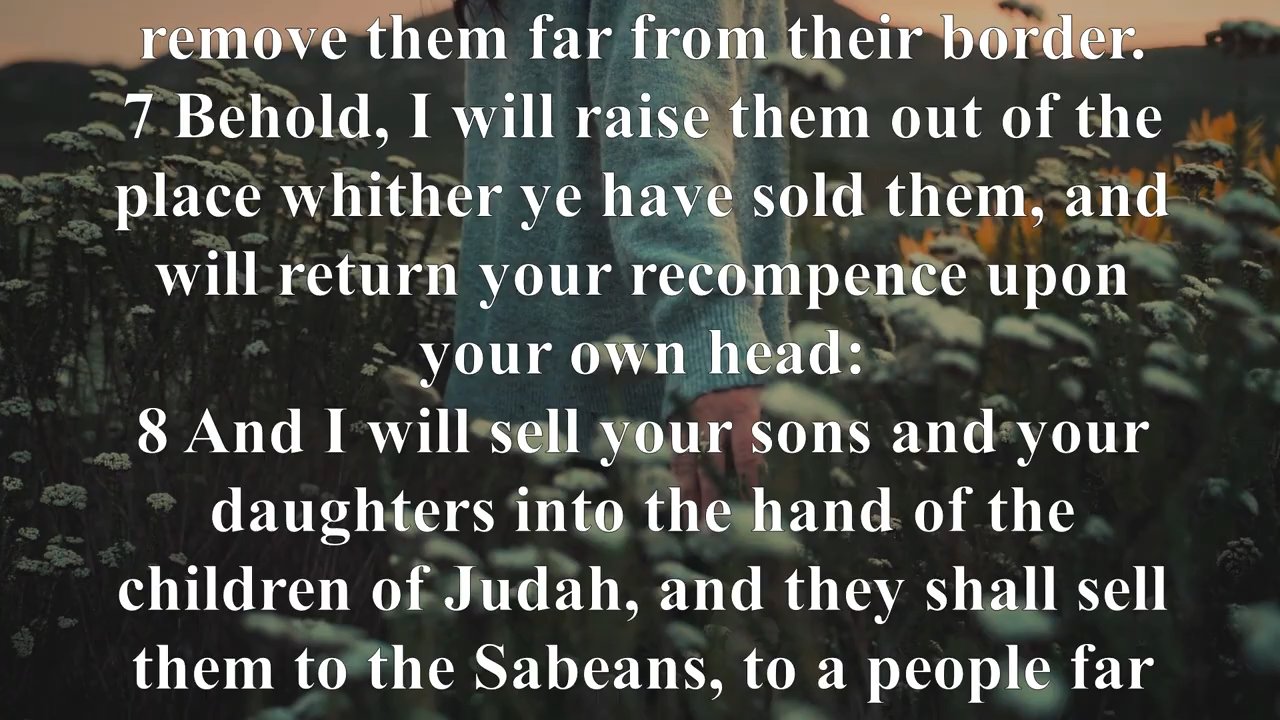 remove them far from their border.
7 Behold, I will raise them out of the
place whither ye have sold them, and
will return your recompence upon
your own head:
8 And I will sell your sons and your
daughters into the hand of the
children of Judah, and they shall sell
them to the Sabeans, to a people far